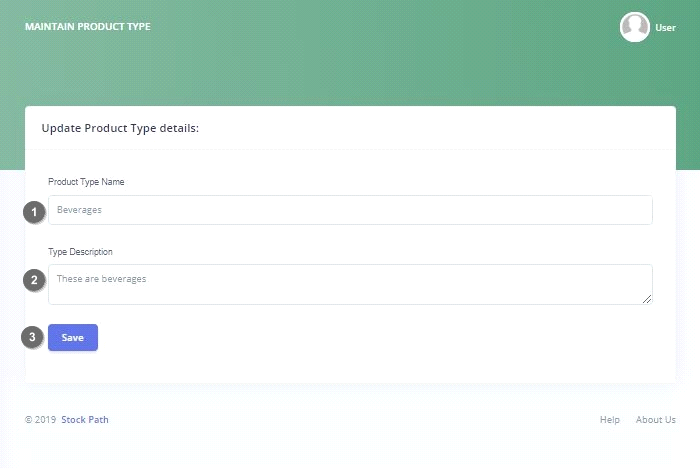 MAINTAIN PRODUCT TYPE
User
Update Product Type details:
Product Type Name
1
Beverages
Type Description
2
These are beverages
3
Save
© 2019 Stock Path
Help
About Us